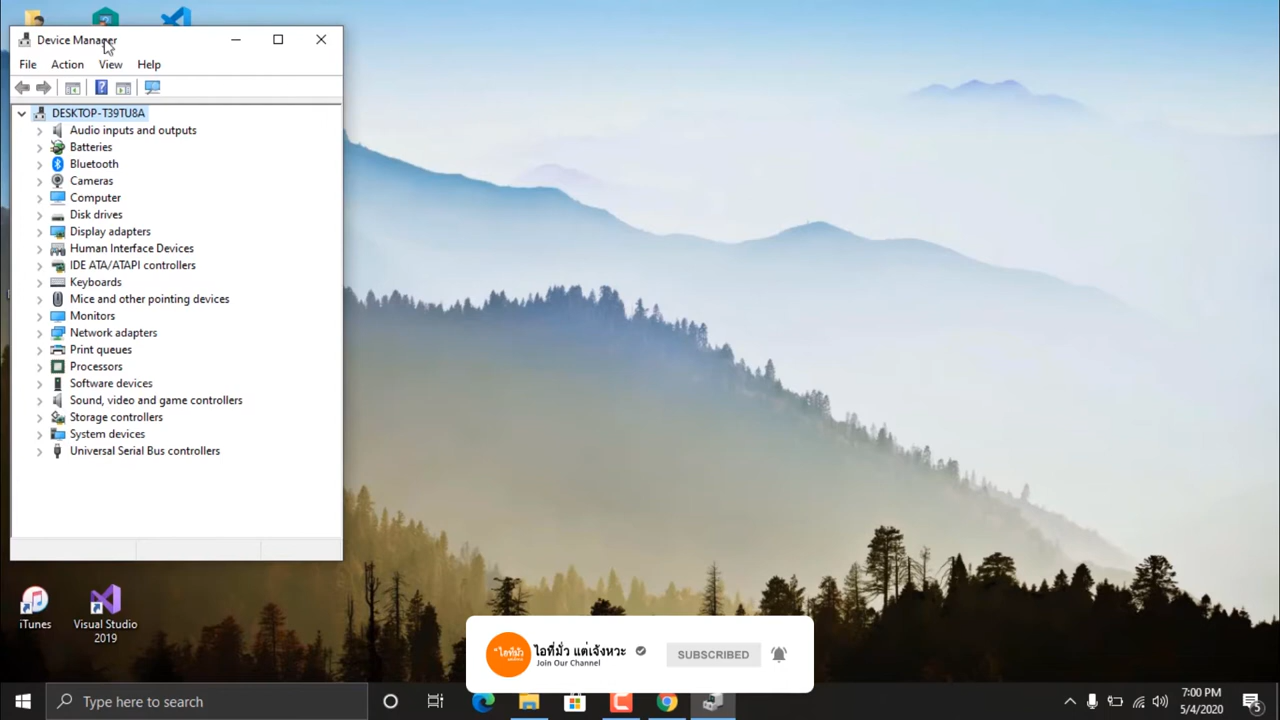 Device Manager
File Action View Help
DESKTOP-T39TU8A
Audio inputs and outputs
Batteries
Bluetooth
Cameras
Computer
Disk drives
Display adapters
Human Interface Devices
IDE ATA/ATAPI controllers
Keyboards
Mice and other pointing devices
Monitors
Network adapters
Print queues
Processors
Software devices
Sound, video and game controllers
Storage controllers
System devices
Universal Serial Bus controllers
iTunes
Visual Studio
2019
ไอที่มั่ว แต่เจ้งหวะ
Join Our Channel
SUBSCRIBED
Type here to search
7:00 PM
5/4/2020
5